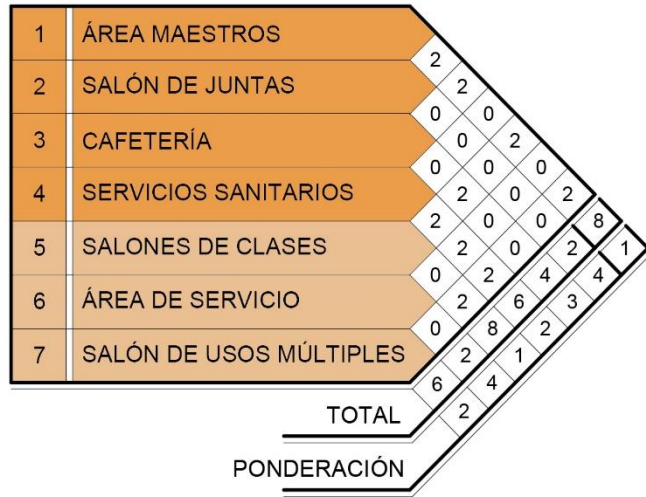 1 ÁREA MAESTROS
2
2 SALÓN DE JUNTAS 2
0 0
3 CAFETERÍA 0 2
0 0 0
4 SERVICIOS SANITARIOS 2 0 2
2 0 0 8
5 SALONES DE CLASES 2 0 2 1
0 2 4 4
6 ÁREA DE SERVICIO 2 6 3
0 8 2
7 SALÓN DE USOS MÚLTIPLES 2 1
6 4
TOTAL 2
PONDERACIÓN